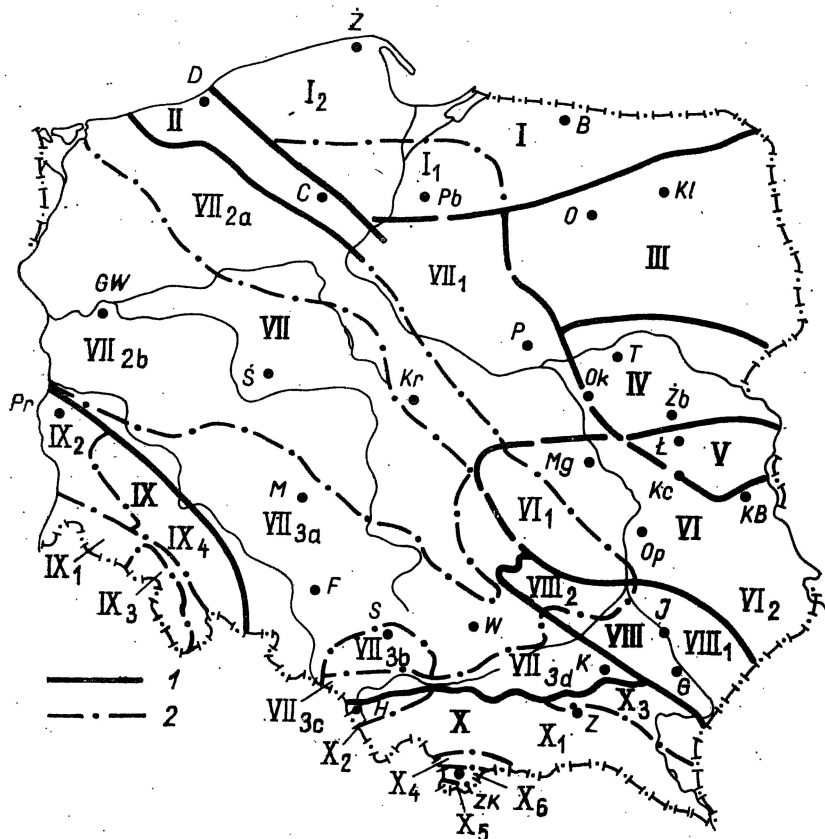 Ż
D
I₂
II
I
B
I₁
Pb
C
Kl
O
III
VII₂ₐ
VII₁
GW
VII
P
T
IV
VII₂b
Ś
Kr
Ok
Żb
Pr
IX₂
Ł
V
Mg
Kc
KB
IX
M
VII₃ₐ
VI₁
VI
Op
IX₄
IX₁
IX₃
F
VIII₂
VI₂
S
W
J
VIII
VIII₁
VII₃b
VII₃d
K
G
1
2
VII₃c
H
X₃
X₂
X
X₁
Z
X₄
ZK
X₆
X₅